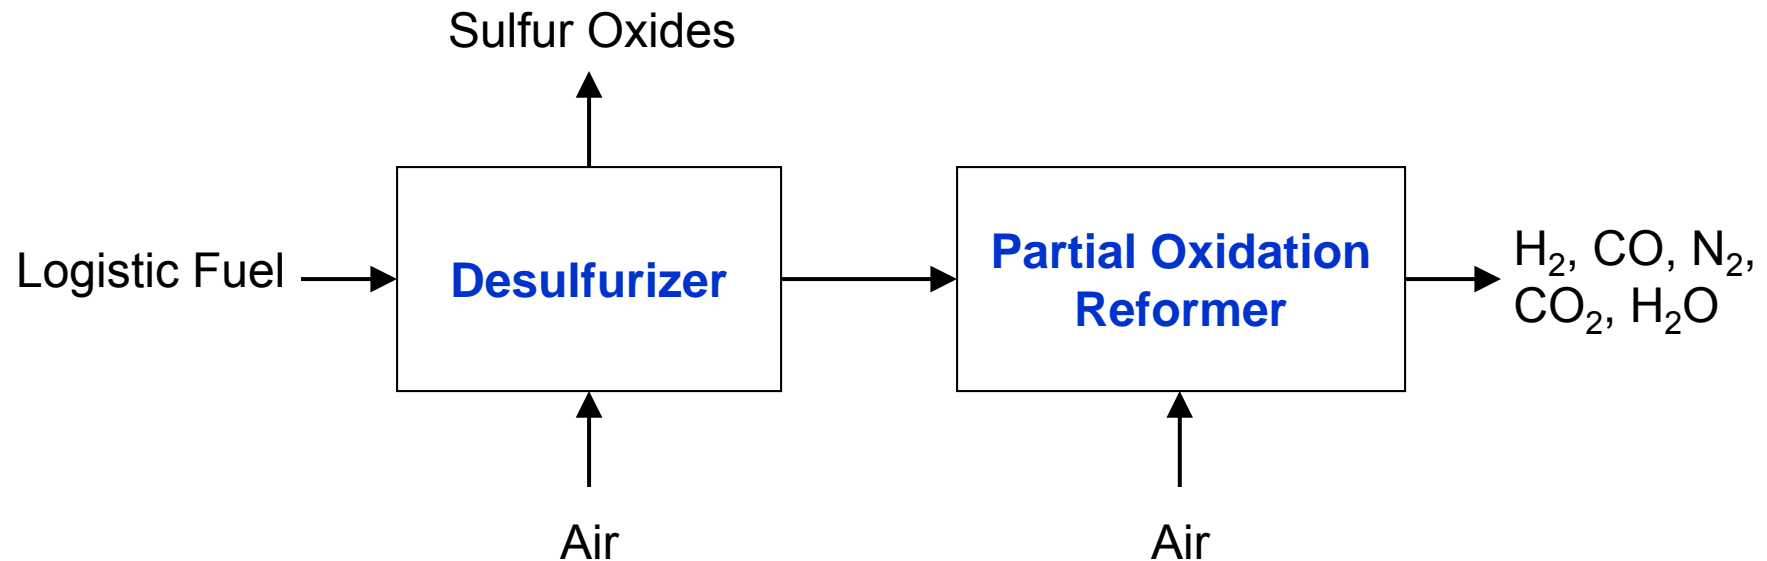 Sulfur Oxides
Logistic Fuel
Desulfurizer
Partial Oxidation
Reformer
H₂, CO, N₂,
CO₂, H₂O
Air
Air